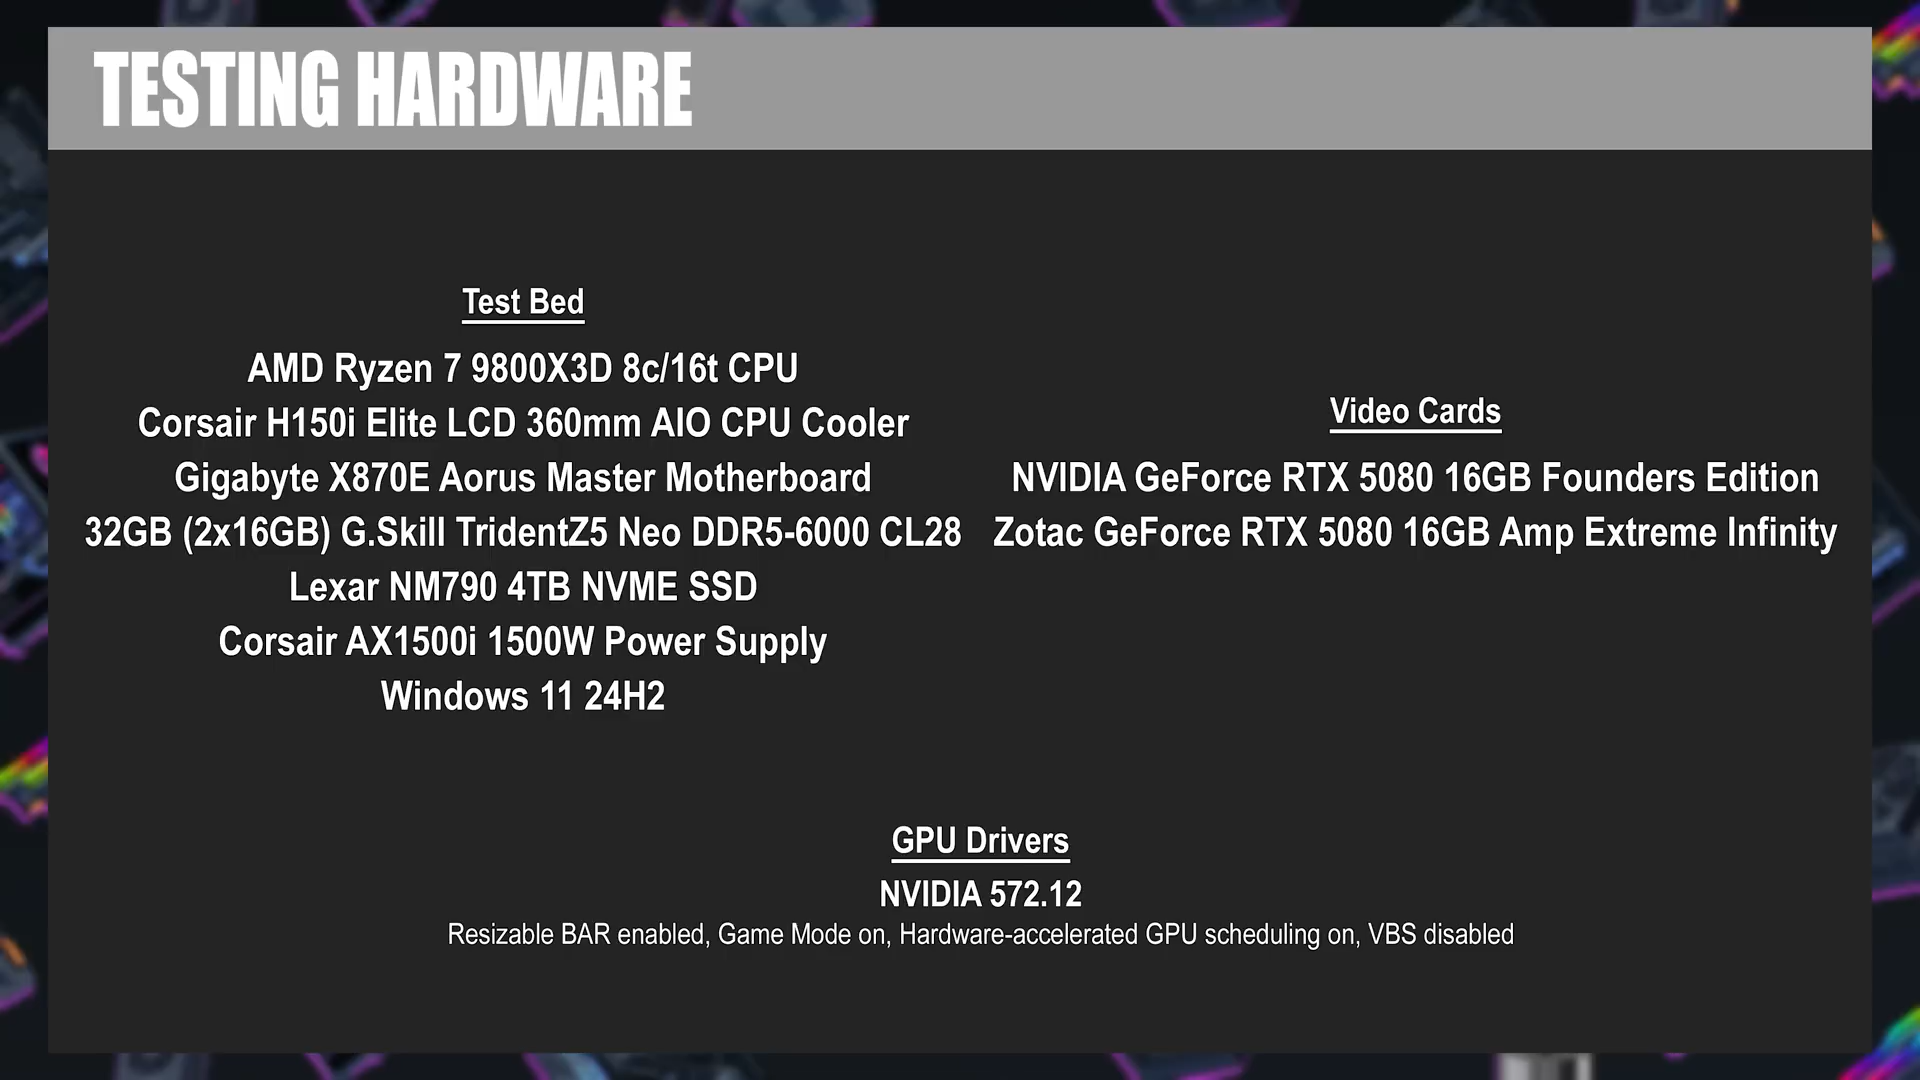 TESTING HARDWARE
Test Bed
AMD Ryzen 7 9800X3D 8c/16t CPU
Corsair H150i Elite LCD 360mm AIO CPU Cooler
Gigabyte X870E Aorus Master Motherboard
32GB (2x16GB) G.Skill TridentZ5 Neo DDR5-6000 CL28
Lexar NM790 4TB NVME SSD
Corsair AX1500i 1500W Power Supply
Windows 11 24H2
Video Cards
NVIDIA GeForce RTX 5080 16GB Founders Edition
Zotac GeForce RTX 5080 16GB Amp Extreme Infinity
GPU Drivers
NVIDIA 572.12
Resizable BAR enabled, Game Mode on, Hardware-accelerated GPU scheduling on, VBS disabled